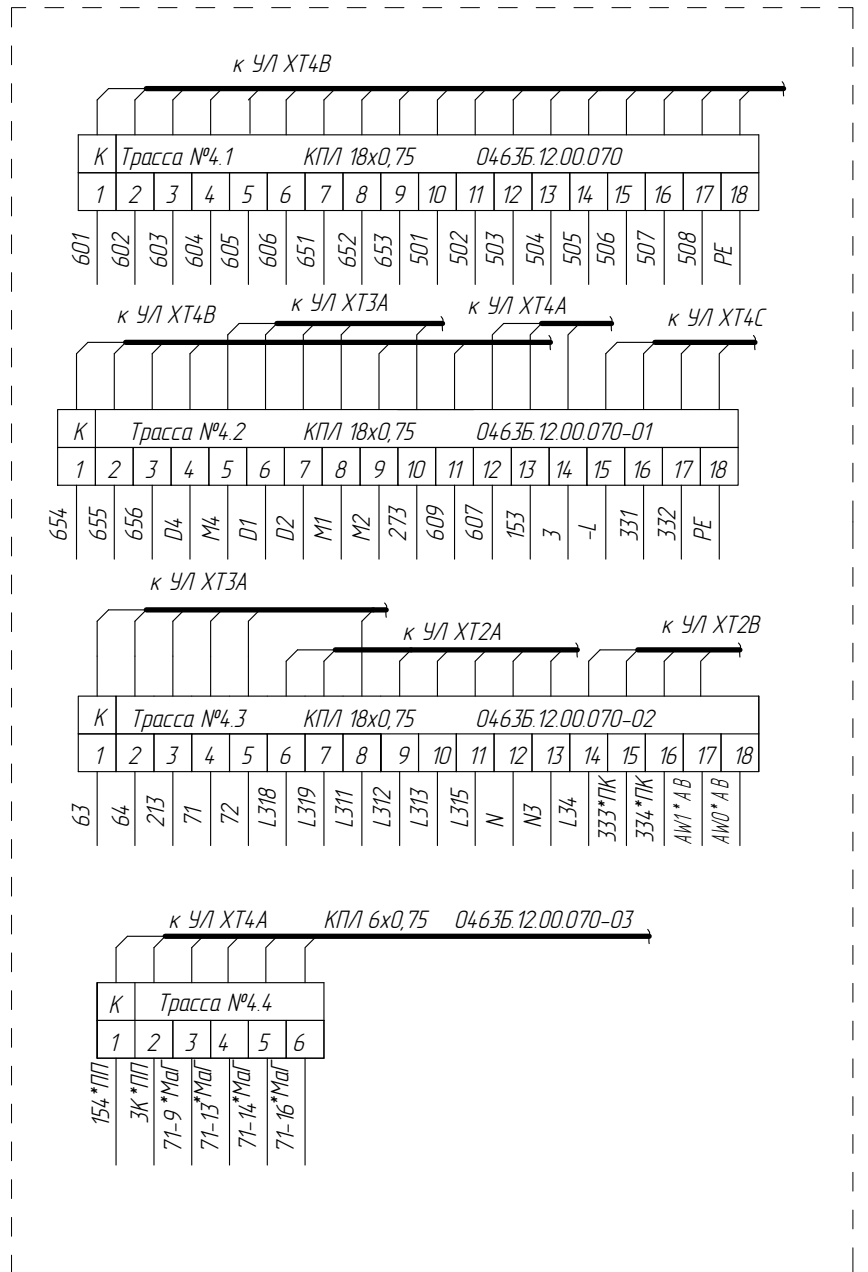 к УЛ ХТ4В
К Трасса №4.1 КПЛ 18х0,75 0463Б.12.00.070
1 2 3 4 5 6 7 8 9 10 11 12 13 14 15 16 17 18
601 602 603 604 605 606 651 652 653 501 502 503 504 505 506 507 508 РЕ
к УЛ ХТ4В к УЛ ХТ3А к УЛ ХТ4А к УЛ ХТ4С
К Трасса №4.2 КПЛ 18х0,75 0463Б.12.00.070-01
1 2 3 4 5 6 7 8 9 10 11 12 13 14 15 16 17 18
654 655 656 D4 M4 D1 D2 M1 M2 273 609 607 153 3 -L 331 332 РЕ
к УЛ ХТ3А к УЛ ХТ2А к УЛ ХТ2В
К Трасса №4.3 КПЛ 18х0,75 0463Б.12.00.070-02
1 2 3 4 5 6 7 8 9 10 11 12 13 14 15 16 17 18
63 64 213 71 72 L318 L319 L311 L312 L313 L315 N N3 L34 333*ПК 334*ПК AW1*АВ AW0*АВ
к УЛ ХТ4А КПЛ 6х0,75 0463Б.12.00.070-03
К Трасса №4.4
1 2 3 4 5 6
154*ПП 3К*ПП 71-9*МаГ 71-13*МаГ 71-14*МаГ 71-16*МаГ